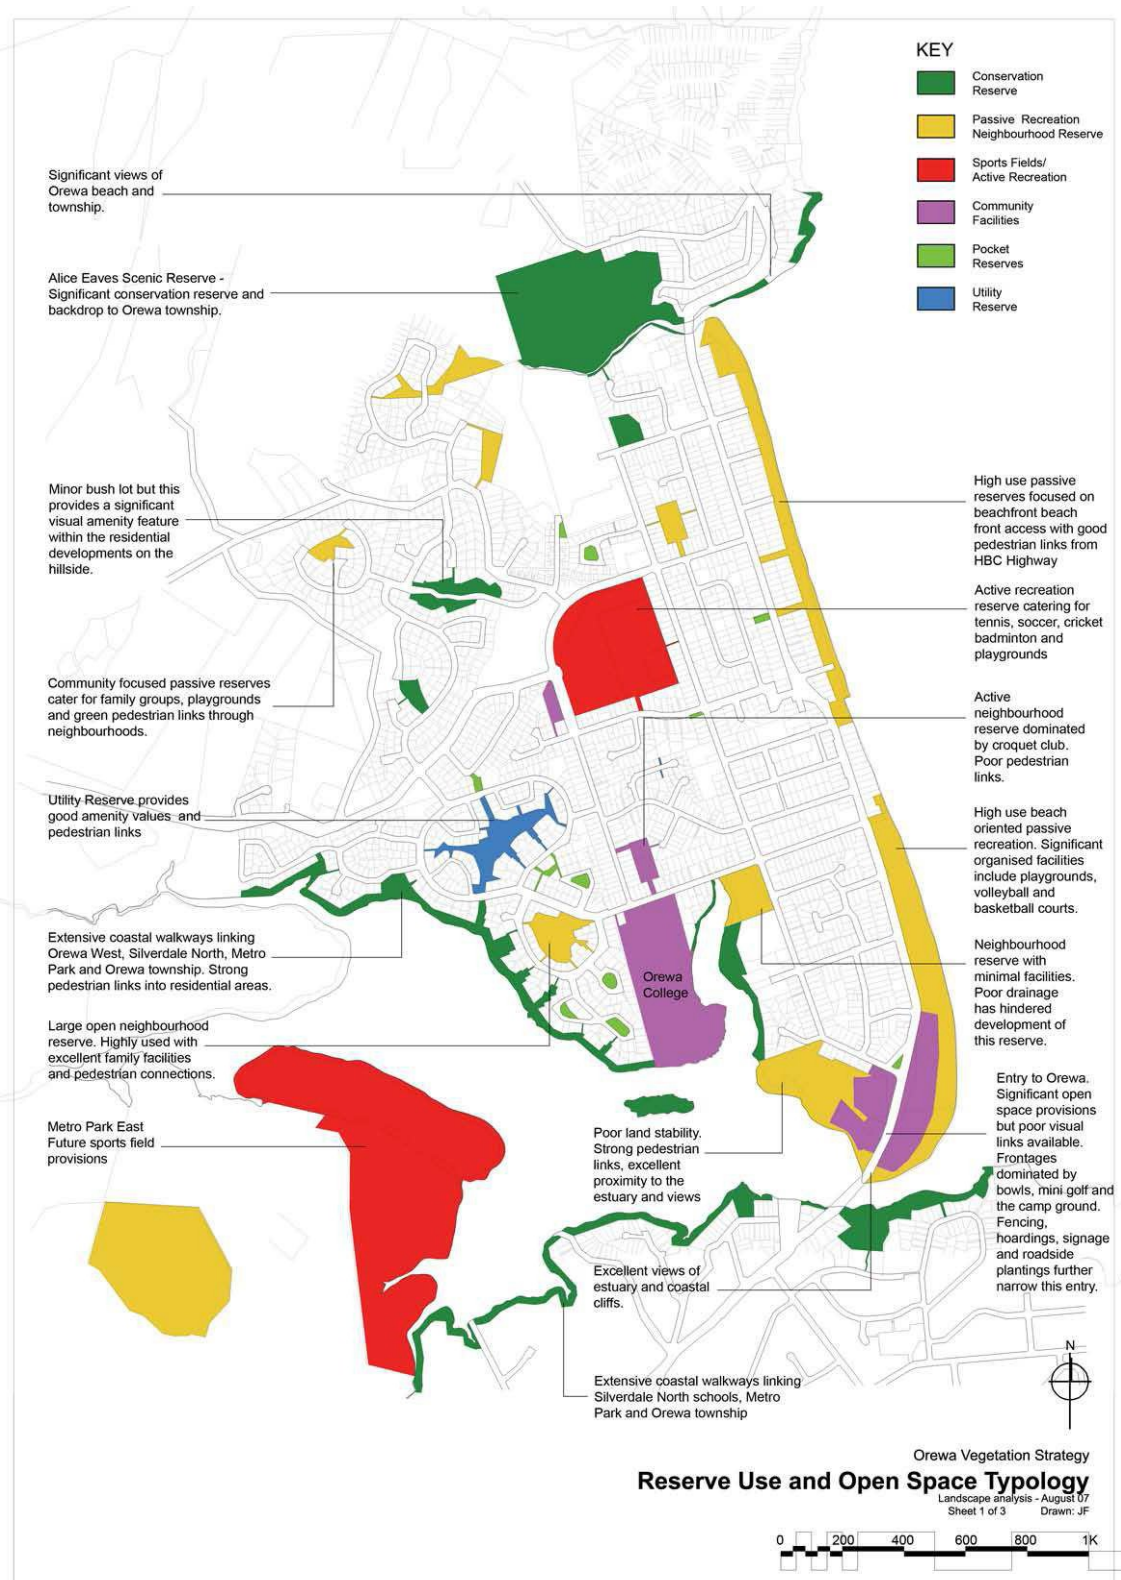 KEY
Conservation
Reserve
Passive Recreation
Neighbourhood Reserve
Sports Fields/
Active Recreation
Community
Facilities
Pocket
Reserves
Utility
Reserve
Significant views of
Orewa beach and
township.
Alice Eaves Scenic Reserve -
Significant conservation reserve and
backdrop to Orewa township.
Minor bush lot but this
provides a significant
visual amenity feature
within the residential
developments on the
hillside.
Community focused passive reserves
cater for family groups, playgrounds
and green pedestrian links through
neighbourhoods.
Utility Reserve provides
good amenity values and
pedestrian links
Extensive coastal walkways linking
Orewa West, Silverdale North, Metro
Park and Orewa township. Strong
pedestrian links into residential areas.
Large open neighbourhood
reserve. Highly used with
excellent family facilities
and pedestrian connections.
Metro Park East
Future sports field
provisions
High use passive
reserves focused on
beachfront beach
front access with good
pedestrian links from
HBC Highway
Active recreation
reserve catering for
tennis, soccer, cricket
badminton and
playgrounds
Active
neighbourhood
reserve dominated
by croquet club.
Poor pedestrian
links.
High use beach
oriented passive
recreation. Significant
organised facilities
include playgrounds,
volleyball and
basketball courts.
Neighbourhood
reserve with
minimal facilities.
Poor drainage
has hindered
development of
this reserve.
Entry to Orewa.
Significant open
space provisions
but poor visual
links available.
Frontages
dominated by
bowls, mini golf and
the camp ground.
Fencing,
hoardings, signage
and roadside
plantings further
narrow this entry.
Orewa
College
Poor land stability.
Strong pedestrian
links, excellent
proximity to the
estuary and views
Excellent views of
estuary and coastal
cliffs.
Extensive coastal walkways linking
Silverdale North schools, Metro
Park and Orewa township
N
Orewa Vegetation Strategy
Reserve Use and Open Space Typology
Landscape analysis - August 07
Sheet 1 of 3 Drawn: JF
0 200 400 600 800 1K